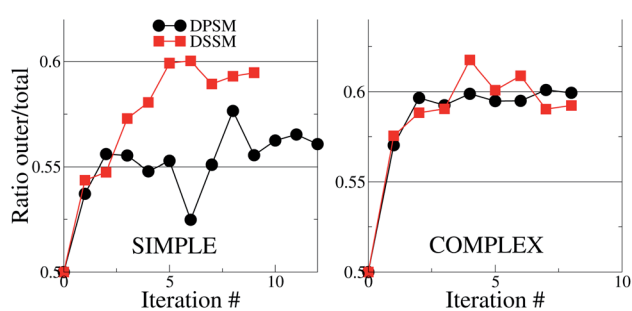 DPSM
DSSM
Ratio outer/total
0.6
0.55
0.5
0
5
10
SIMPLE
Iteration #
0.6
0.55
0.5
0
5
10
COMPLEX
Iteration #